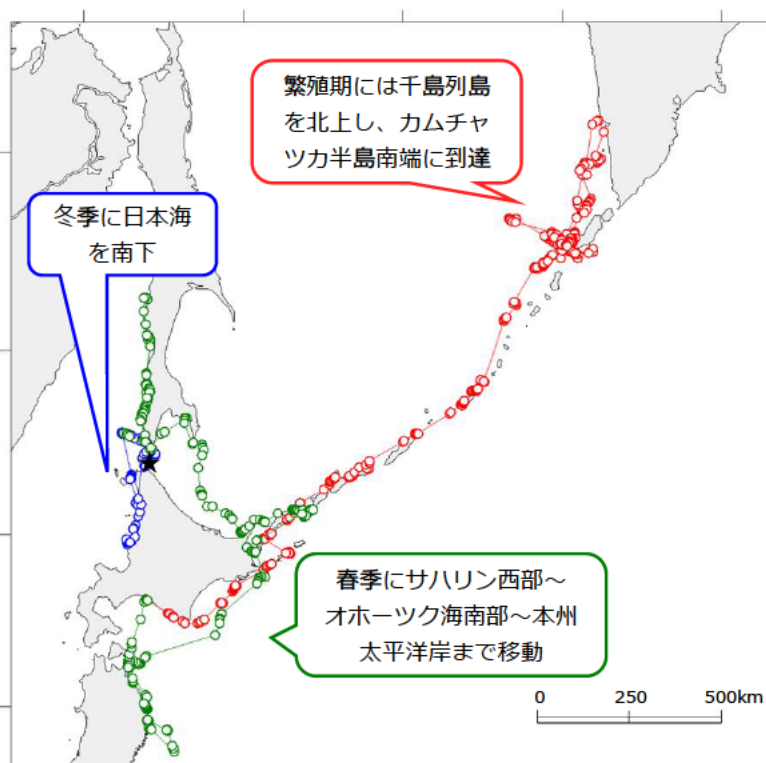 繁殖期には千島列島
を北上し、カムチャ
ツカ半島南端に到達
冬季に日本海
を南下
春季にサハリン西部～
オホーツク海南部～本州
太平洋岸まで移動
0 250 500km